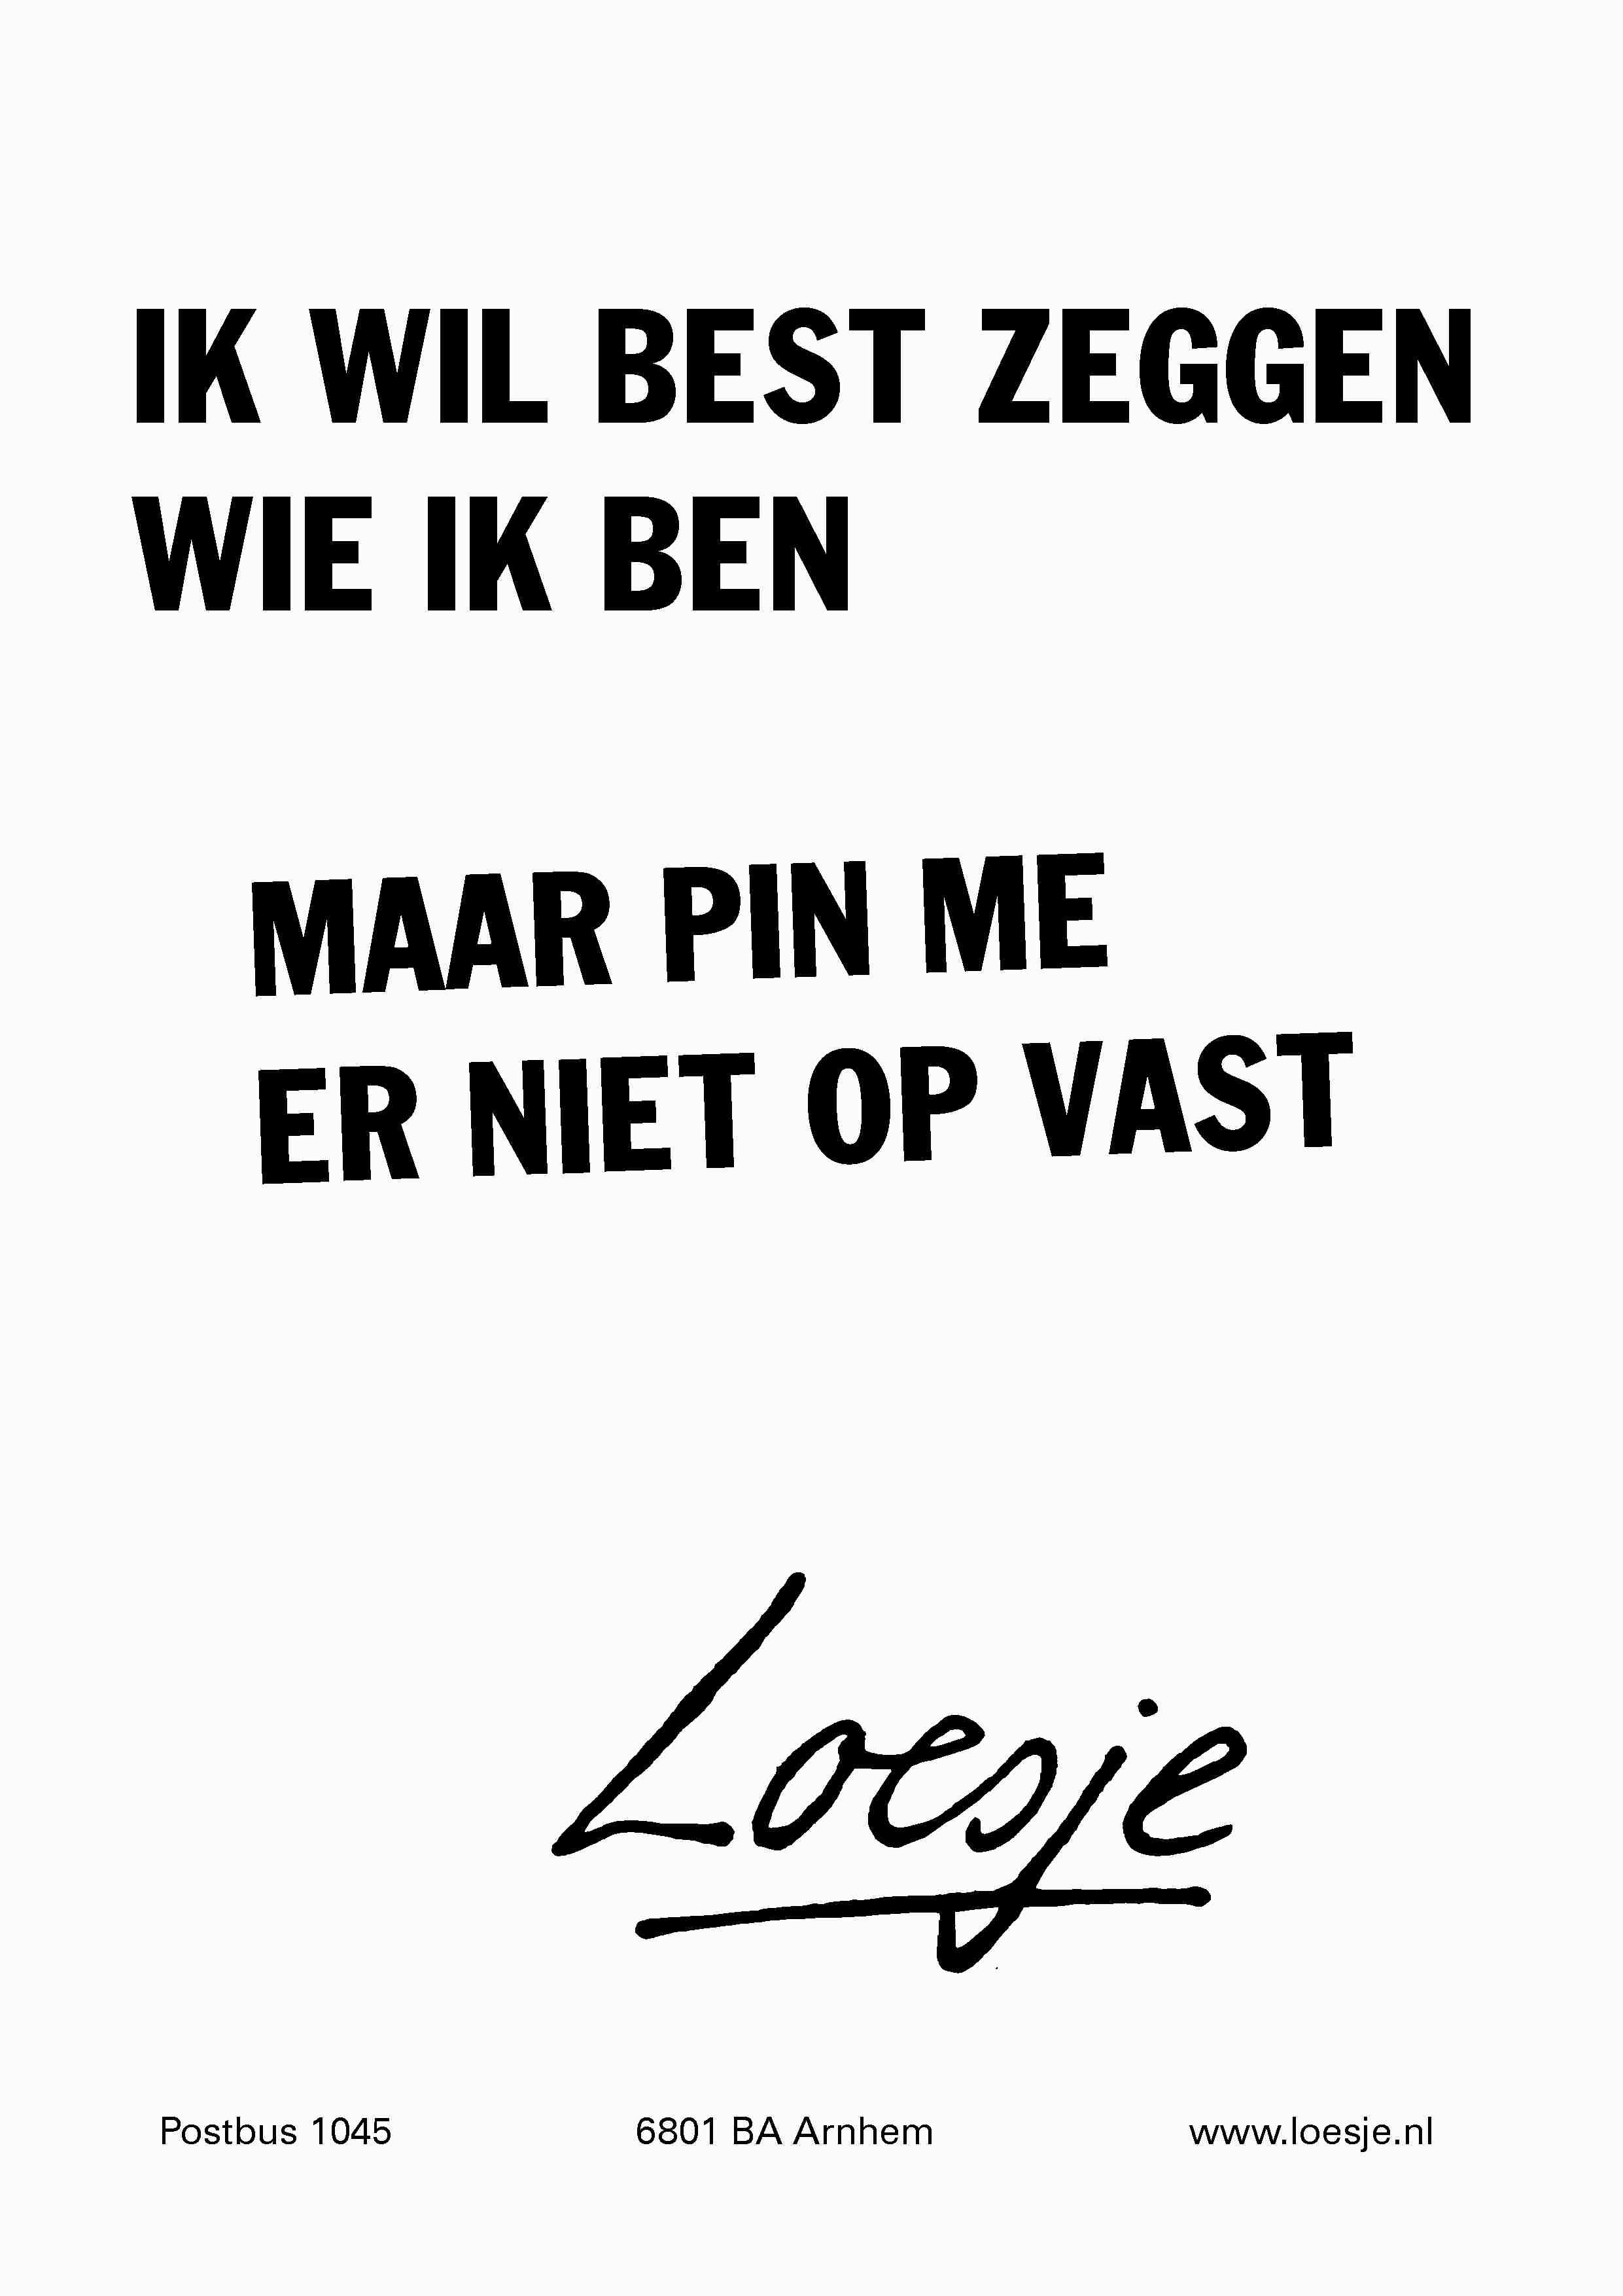 IK WIL BEST ZEGGEN
WIE IK BEN
MAAR PIN ME
ER NIET OP VAST
Loesje
Postbus 1045 6801 BA Arnhem www.loesje.nl